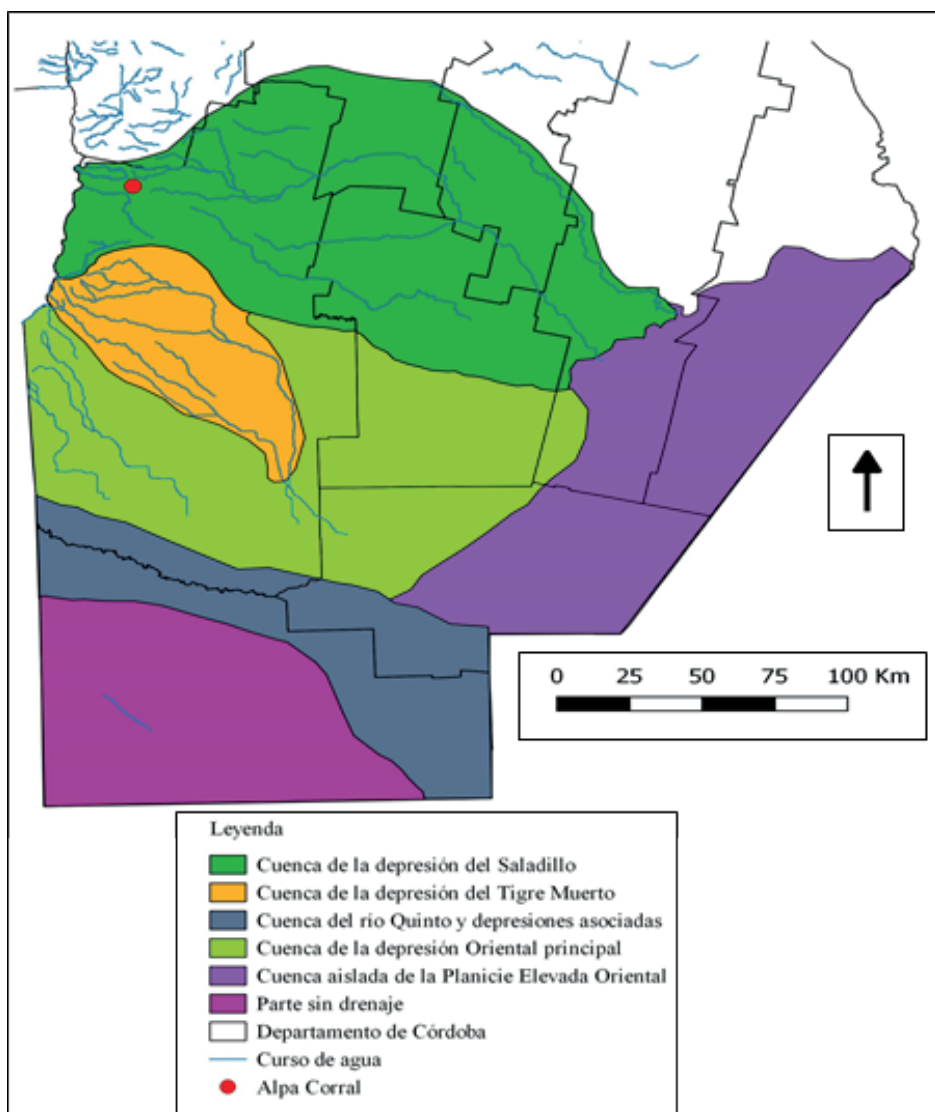 0 25 50 75 100 Km
Leyenda
Cuenca de la depresión del Saladillo
Cuenca de la depresión del Tigre Muerto
Cuenca del río Quinto y depresiones asociadas
Cuenca de la depresión Oriental principal
Cuenca aislada de la Planicie Elevada Oriental
Parte sin drenaje
Departamento de Córdoba
Curso de agua
Alpa Corral